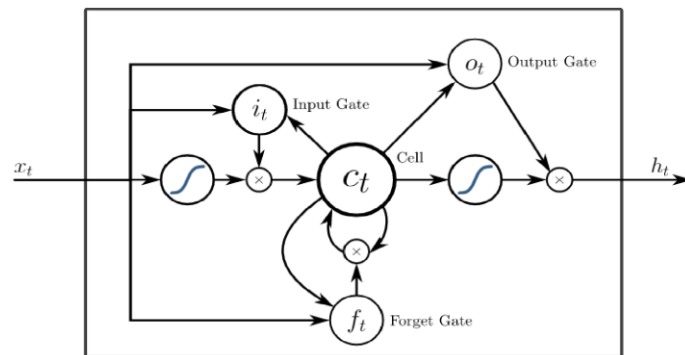 o_t Output Gate
i_t Input Gate
x_t
×
Cell
c_t
×
h_t
×
f_t Forget Gate